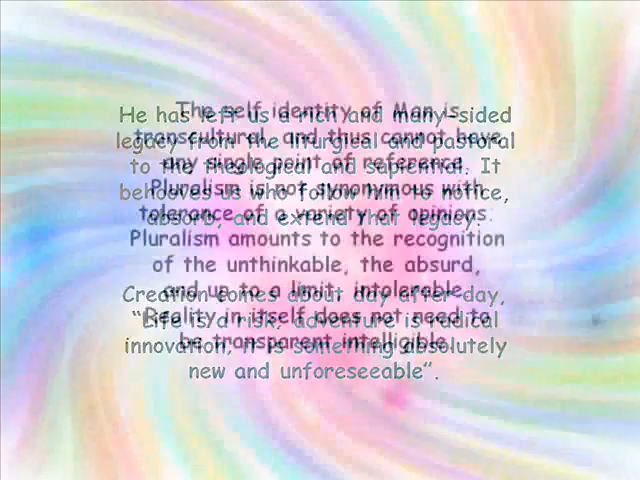 He has left us a rich and many-sided
legacy from the liturgical and pastoral
to the theological and sapiential. It
behooves us who follow him to notice,
absorb, and extend that legacy.
Creation comes about day after day,
“Life is a risk; adventure is radical
innovation; it is something absolutely
new and unforeseeable”.
The self identity of Man is
transcultural, and thus cannot have
any single point of reference.
Pluralism is not synonymous with
tolerance of a variety of opinions.
Pluralism amounts to the recognition
of the unthinkable, the absurd,
and up to a limit, intolerable.
Reality in itself does not need to
be transparent intelligible.